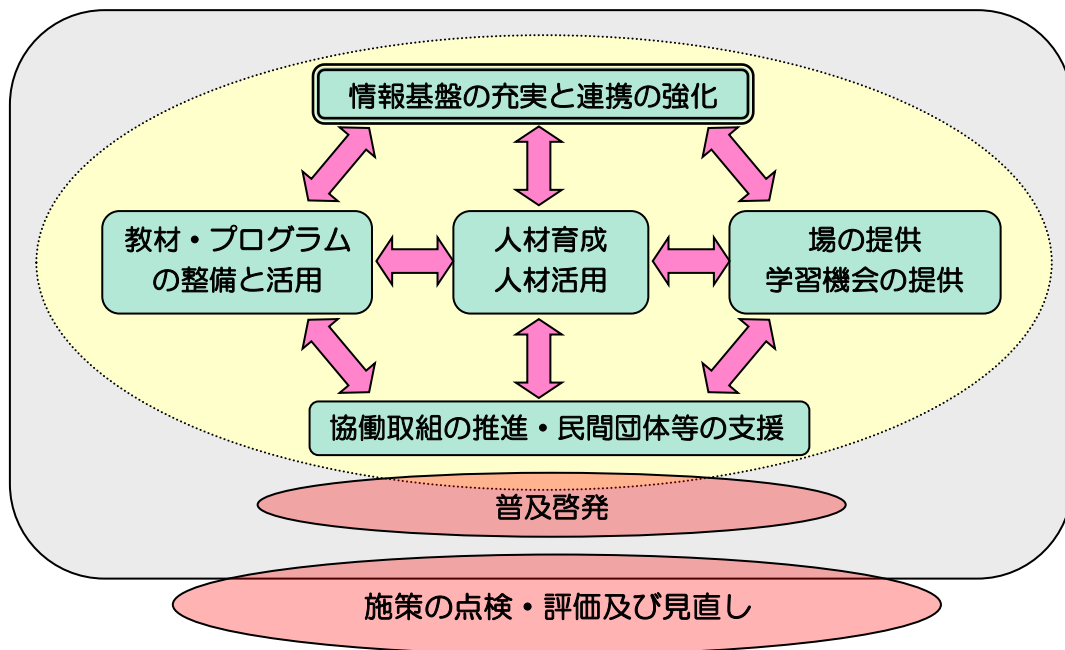 情報基盤の充実と連携の強化
教材・プログラム
の整備と活用
人材育成
人材活用
場の提供
学習機会の提供
協働取組の推進・民間団体等の支援
普及啓発
施策の点検・評価及び見直し